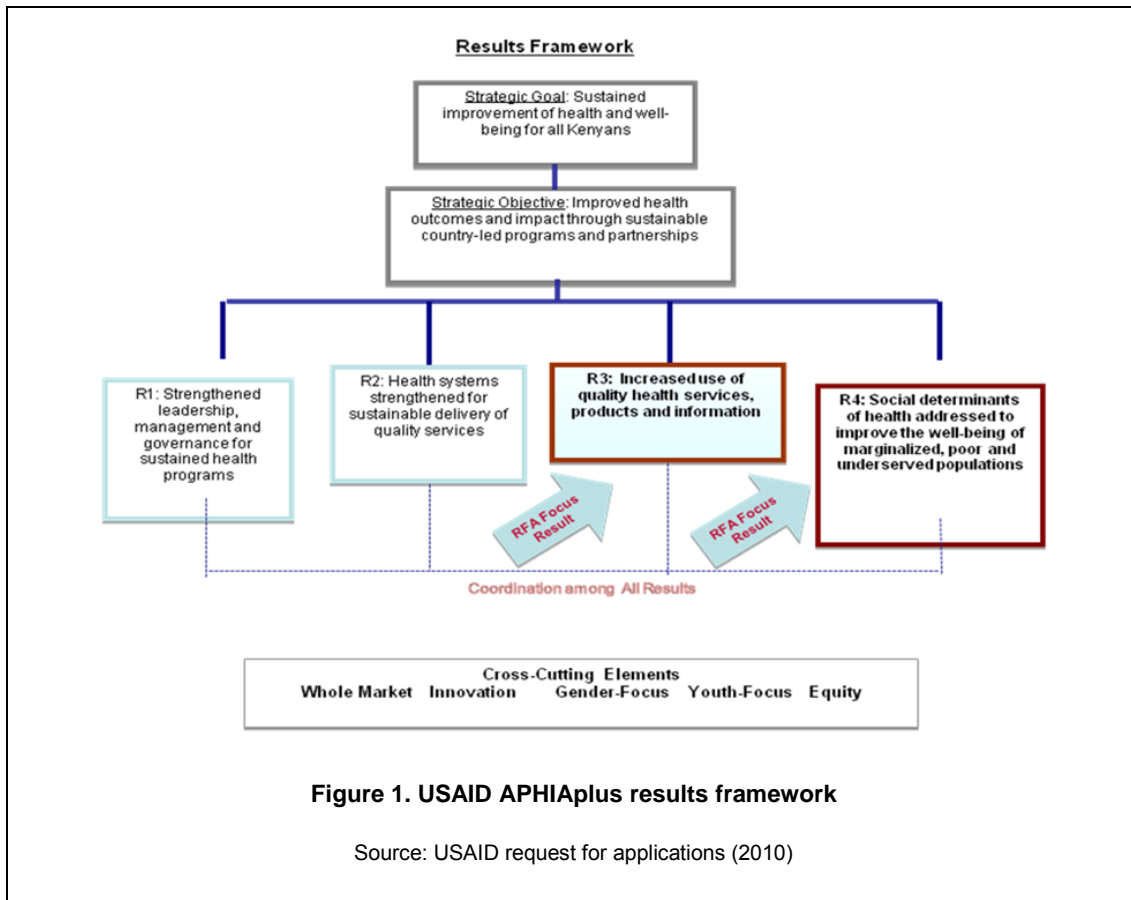 Results Framework
Strategic Goal: Sustained
improvement of health and well-
being for all Kenyans
Strategic Objective: Improved health
outcomes and impact through sustainable
country-led programs and partnerships
R1: Strengthened
leadership,
management and
governance for
sustained health
programs
R2: Health systems
strengthened for
sustainable delivery of
quality services
R3: Increased use of
quality health services,
products and information
R4: Social determinants
of health addressed to
improve the well-being of
marginalized, poor and
underserved populations
RFA Focus
Result
RFA Focus
Result
Coordination among All Results
Cross-Cutting Elements
Whole Market Innovation Gender-Focus Youth-Focus Equity
Figure 1. USAID APHIAplus results framework
Source: USAID request for applications (2010)